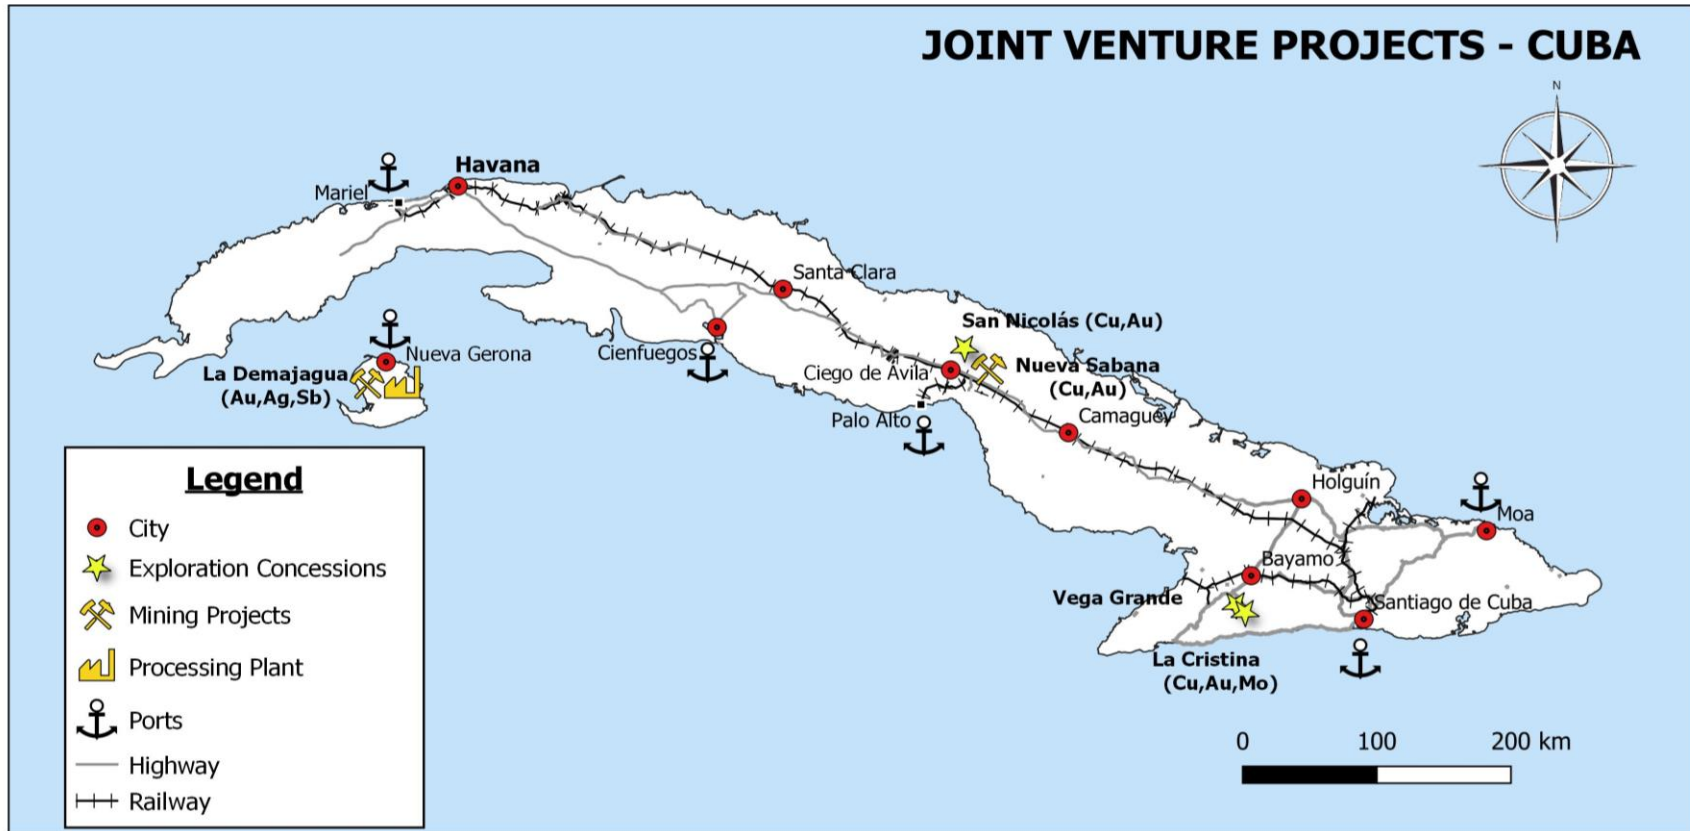 JOINT VENTURE PROJECTS - CUBA
N
Havana
Mariel
Santa Clara
San Nicolás (Cu,Au)
Nueva Gerona
Cienfuegos
Ciego de Ávila
Nueva Sabana
(Cu,Au)
La Demajagua
(Au,Ag,Sb)
Palo Alto
Camaguey
Holguín
Moa
Bayamo
Vega Grande
Santiago de Cuba
La Cristina
(Cu,Au,Mo)
Legend
City
Exploration Concessions
Mining Projects
Processing Plant
Ports
Highway
Railway
0 100 200 km